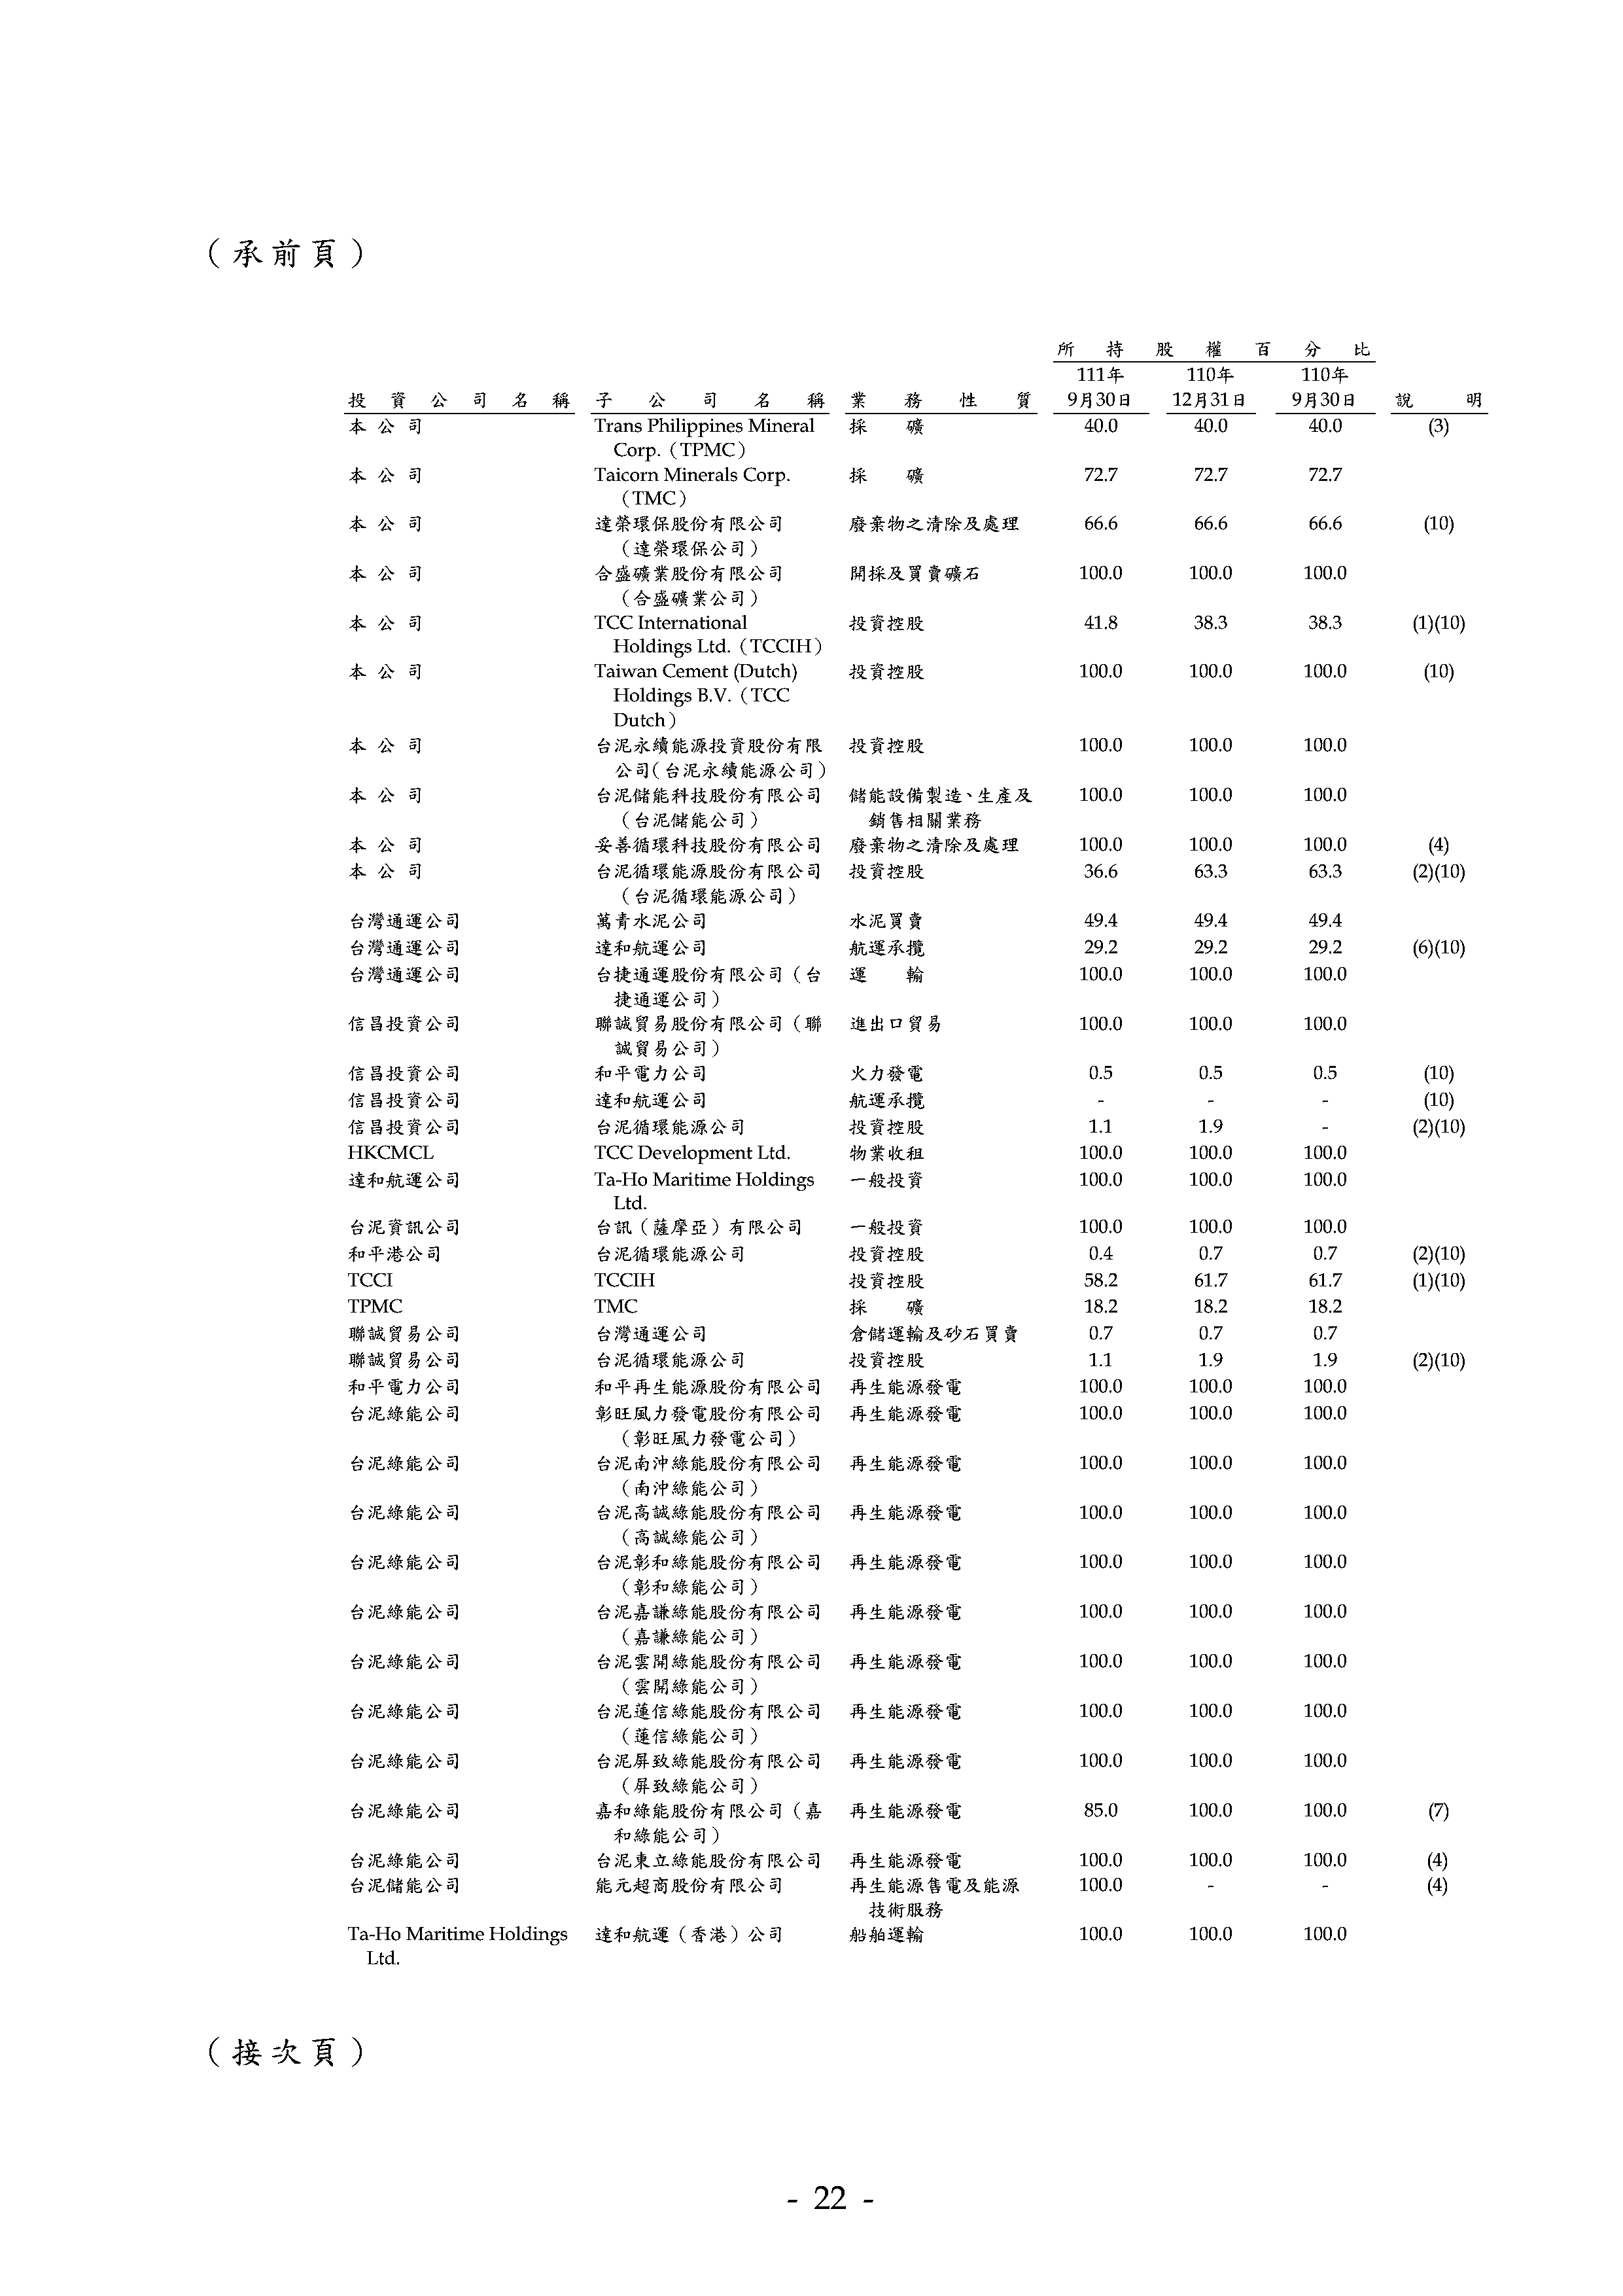 （承前頁）
所持股權百分比
111年 110年 110年
投資公司名稱 子公司名稱 業務性質 9月30日 12月31日 9月30日 說明
本公司 Trans Philippines Mineral 採礦 40.0 40.0 40.0 (3)
Corp.（TPMC）
本公司 Taicorn Minerals Corp. 採礦 72.7 72.7 72.7
（TMC）
本公司 達榮環保股份有限公司 廢棄物之清除及處理 66.6 66.6 66.6 (10)
（達榮環保公司）
本公司 合盛礦業股份有限公司 開採及買賣礦石 100.0 100.0 100.0
（合盛礦業公司）
本公司 TCC International 投資控股 41.8 38.3 38.3 (1)(10)
Holdings Ltd.（TCCIH）
本公司 Taiwan Cement (Dutch) 投資控股 100.0 100.0 100.0 (10)
Holdings B.V.（TCC
Dutch）
本公司 台泥永續能源投資股份有限 投資控股 100.0 100.0 100.0
公司(台泥永續能源公司）
本公司 台泥儲能科技股份有限公司 儲能設備製造、生產及 100.0 100.0 100.0
（台泥儲能公司） 銷售相關業務
本公司 妥善循環科技股份有限公司 廢棄物之清除及處理 100.0 100.0 100.0 (4)
本公司 台泥循環能源股份有限公司 投資控股 36.6 63.3 63.3 (2)(10)
（台泥循環能源公司）
台灣通運公司 萬青水泥公司 水泥買賣 49.4 49.4 49.4
台灣通運公司 達和航運公司 航運承攬 29.2 29.2 29.2 (6)(10)
台灣通運公司 台捷通運股份有限公司（台 運輸 100.0 100.0 100.0
捷通運公司）
信昌投資公司 聯誠貿易股份有限公司（聯 進出口貿易 100.0 100.0 100.0
誠貿易公司）
信昌投資公司 和平電力公司 火力發電 0.5 0.5 0.5 (10)
信昌投資公司 達和航運公司 航運承攬 - - - (10)
信昌投資公司 台泥循環能源公司 投資控股 1.1 1.9 - (2)(10)
HKCMCL TCC Development Ltd. 物業收租 100.0 100.0 100.0
達和航運公司 Ta-Ho Maritime Holdings 一般投資 100.0 100.0 100.0
Ltd.
台泥資訊公司 台訊（薩摩亞）有限公司 一般投資 100.0 100.0 100.0
和平港公司 台泥循環能源公司 投資控股 0.4 0.7 0.7 (2)(10)
TCCI TCCIH 投資控股 58.2 61.7 61.7 (1)(10)
TPMC TMC 採礦 18.2 18.2 18.2
聯誠貿易公司 台灣通運公司 倉儲運輸及砂石買賣 0.7 0.7 0.7
聯誠貿易公司 台泥循環能源公司 投資控股 1.1 1.9 1.9 (2)(10)
和平電力公司 和平再生能源股份有限公司 再生能源發電 100.0 100.0 100.0
台泥綠能公司 彰旺風力發電股份有限公司 再生能源發電 100.0 100.0 100.0
（彰旺風力發電公司）
台泥綠能公司 台泥南沖綠能股份有限公司 再生能源發電 100.0 100.0 100.0
（南沖綠能公司）
台泥綠能公司 台泥高誠綠能股份有限公司 再生能源發電 100.0 100.0 100.0
（高誠綠能公司）
台泥綠能公司 台泥彰和綠能股份有限公司 再生能源發電 100.0 100.0 100.0
（彰和綠能公司）
台泥綠能公司 台泥嘉謙綠能股份有限公司 再生能源發電 100.0 100.0 100.0
（嘉謙綠能公司）
台泥綠能公司 台泥雲開綠能股份有限公司 再生能源發電 100.0 100.0 100.0
（雲開綠能公司）
台泥綠能公司 台泥蓮信綠能股份有限公司 再生能源發電 100.0 100.0 100.0
（蓮信綠能公司）
台泥綠能公司 台泥屏致綠能股份有限公司 再生能源發電 100.0 100.0 100.0
（屏致綠能公司）
台泥綠能公司 嘉和綠能股份有限公司（嘉 再生能源發電 85.0 100.0 100.0 (7)
和綠能公司）
台泥綠能公司 台泥東立綠能股份有限公司 再生能源發電 100.0 100.0 100.0 (4)
台泥儲能公司 能元超商股份有限公司 再生能源售電及能源 100.0 - - (4)
技術服務
Ta-Ho Maritime Holdings 達和航運（香港）公司 船舶運輸 100.0 100.0 100.0
Ltd.
（接次頁）
- 22 -